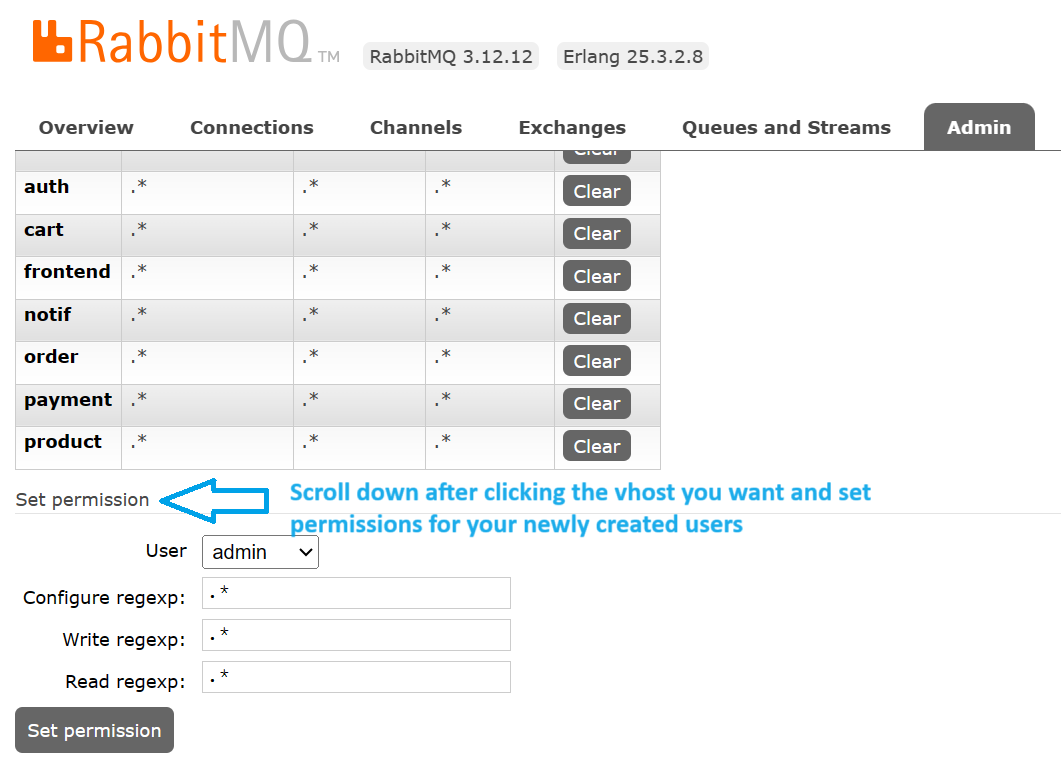 RabbitMQ TM RabbitMQ 3.12.12 Erlang 25.3.2.8
Overview Connections Channels Exchanges Queues and Streams Admin
Clear
auth .* .* .* Clear
cart .* .* .* Clear
frontend .* .* .* Clear
notif .* .* .* Clear
order .* .* .* Clear
payment .* .* .* Clear
product .* .* .* Clear
Set permission
Scroll down after clicking the vhost you want and set
permissions for your newly created users
User admin
Configure regexp: .*
Write regexp: .*
Read regexp: .*
Set permission